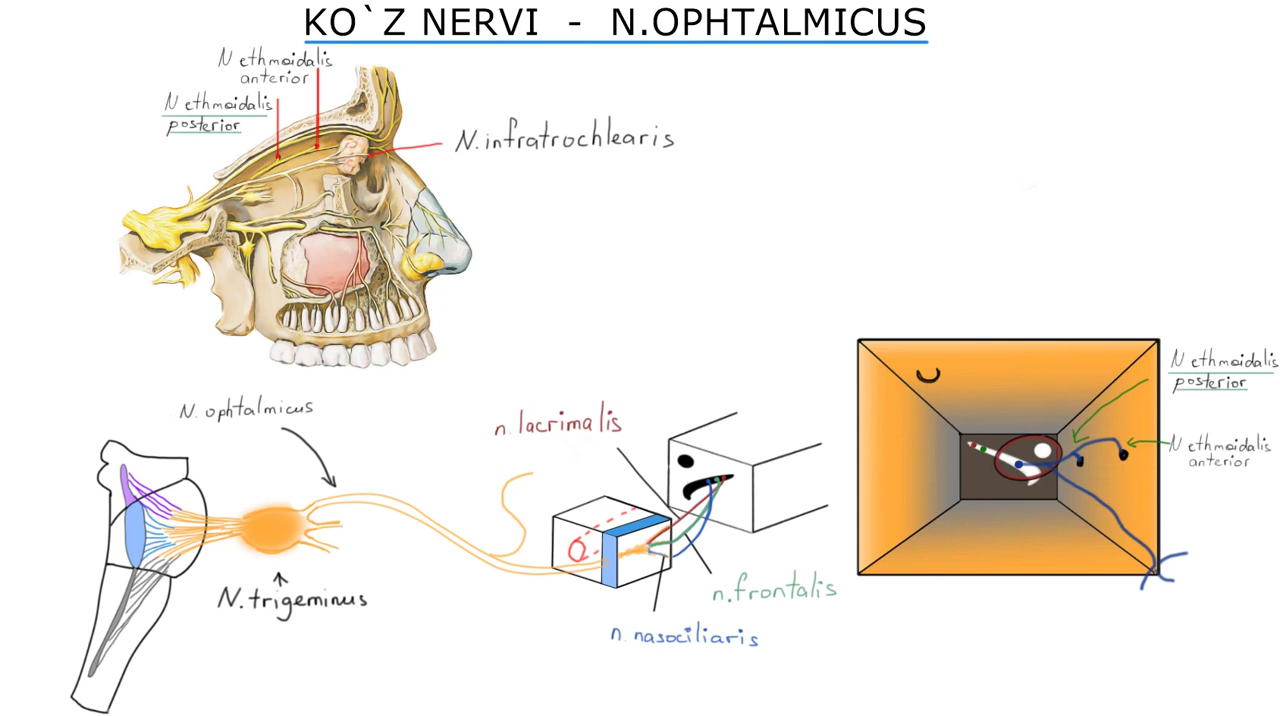 KO`Z NERVI - N.OPHTALMICUS
N ethmoidalis
anterior
N ethmoidalis
posterior
N.infratrochlearis
N. ophtalmicus
n.lacrimalis
N ethmoidalis
posterior
N ethmoidalis
anterior
N.trigeminus
n.frontalis
n.nasociliaris